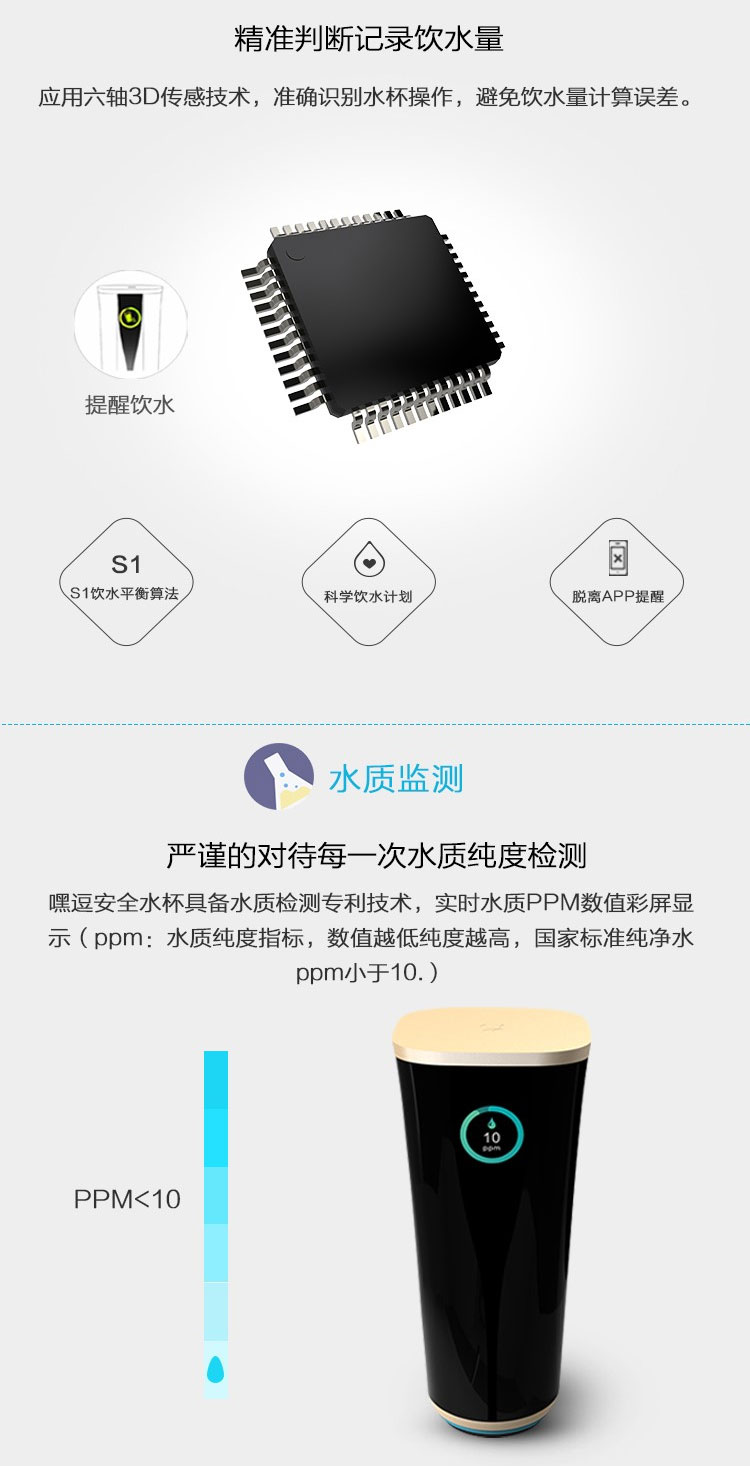 精准判断记录饮水量
应用六轴3D传感技术，准确识别水杯操作，避免饮水量计算误差。
提醒饮水
S1
S1饮水平衡算法
科学饮水计划
脱离APP提醒
水质监测
严谨的对待每一次水质纯度检测
嘿逗安全水杯具备水质检测专利技术，实时水质PPM数值彩屏显
示（ppm：水质纯度指标，数值越低纯度越高，国家标准纯净水
ppm小于10.）
10
ppm
PPM<10